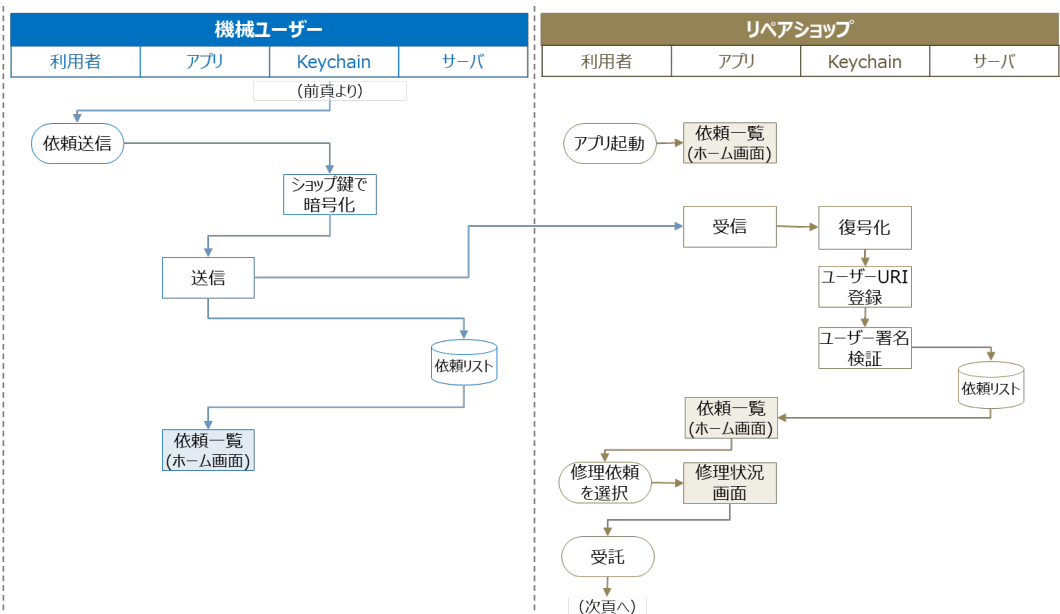 機械ユーザー
利用者
アプリ
Keychain
サーバ
(前頁より)
依頼送信
ショップ鍵で
暗号化
送信
依頼リスト
依頼一覧
(ホーム画面)
リペアショップ
利用者
アプリ
Keychain
サーバ
アプリ起動
依頼一覧
(ホーム画面)
受信
復号化
ユーザーURI
登録
ユーザー署名
検証
依頼リスト
依頼一覧
(ホーム画面)
修理依頼
を選択
修理状況
画面
受託
(次頁へ)